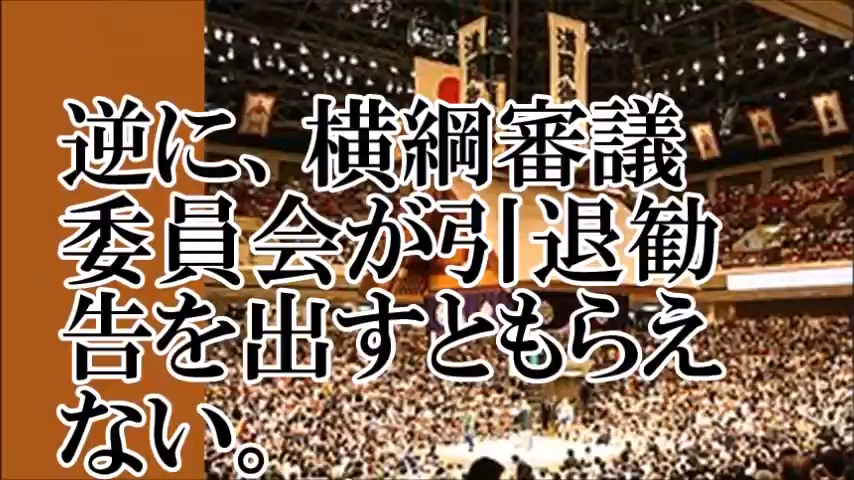 逆に、横綱審議
委員会が引退勧
告を出すともらえ
ない。